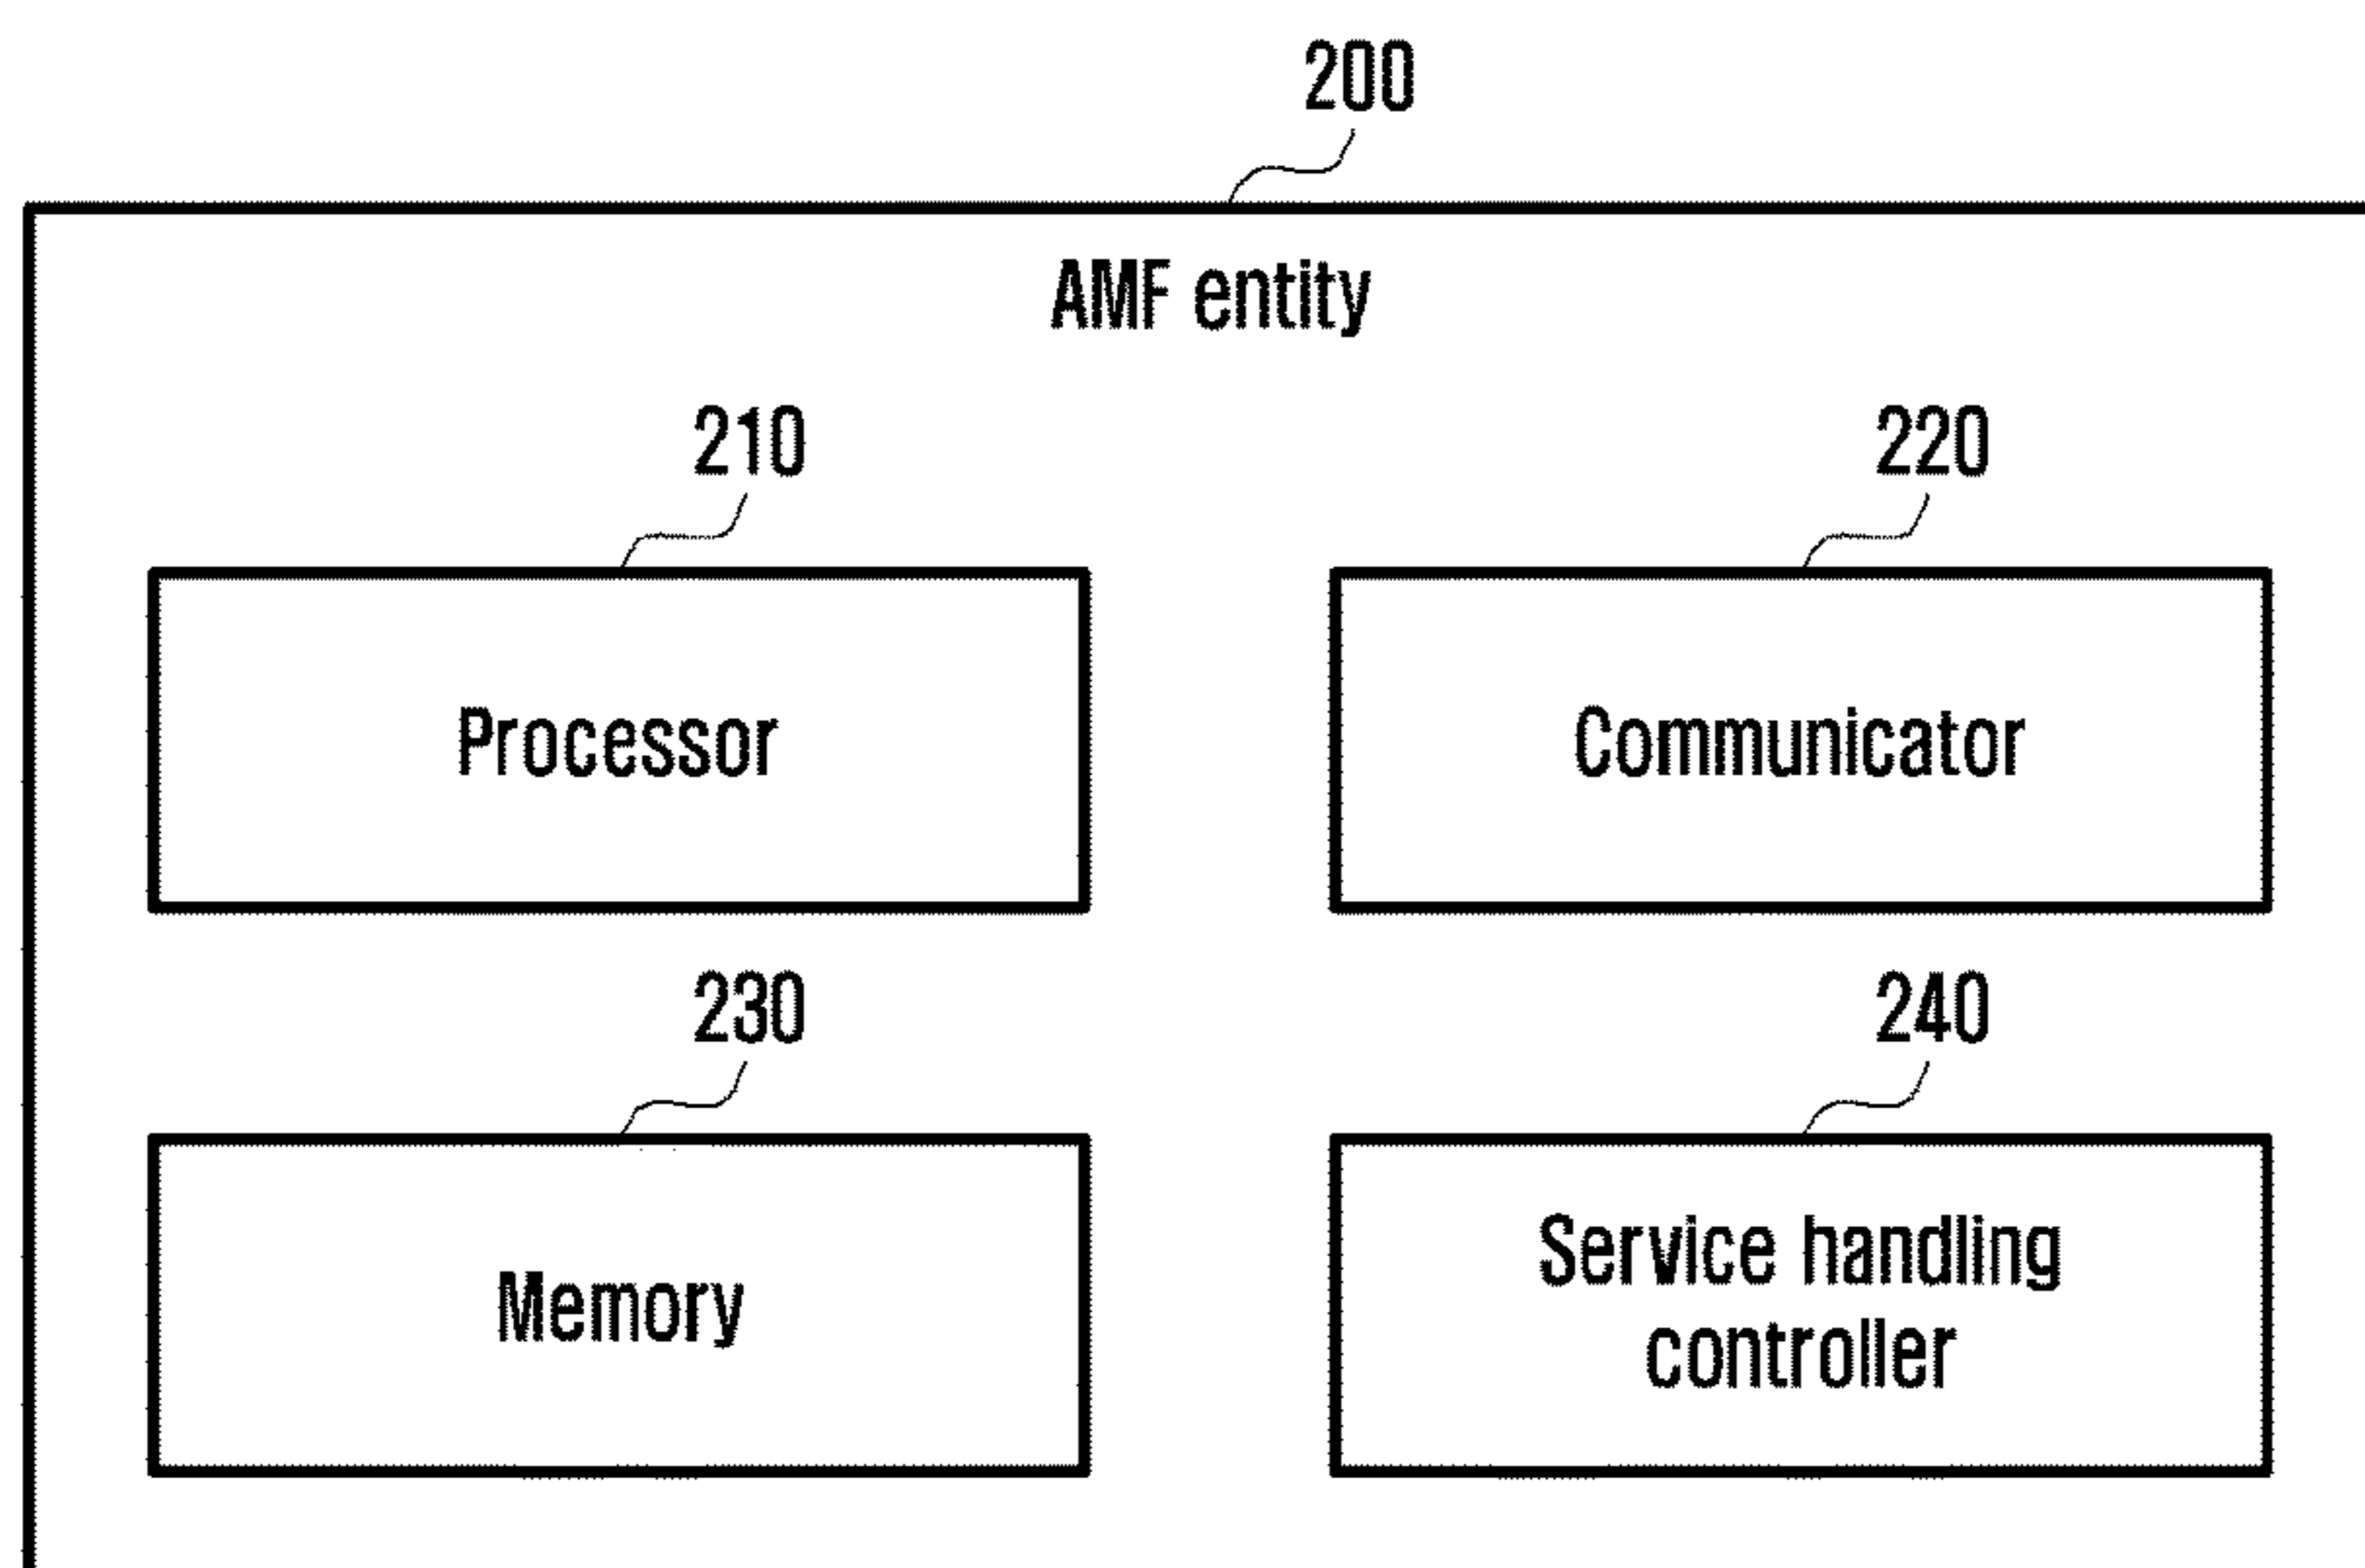 200
AMF entity
210
220
Processor
Communicator
230
240
Memory
Service handling
controller